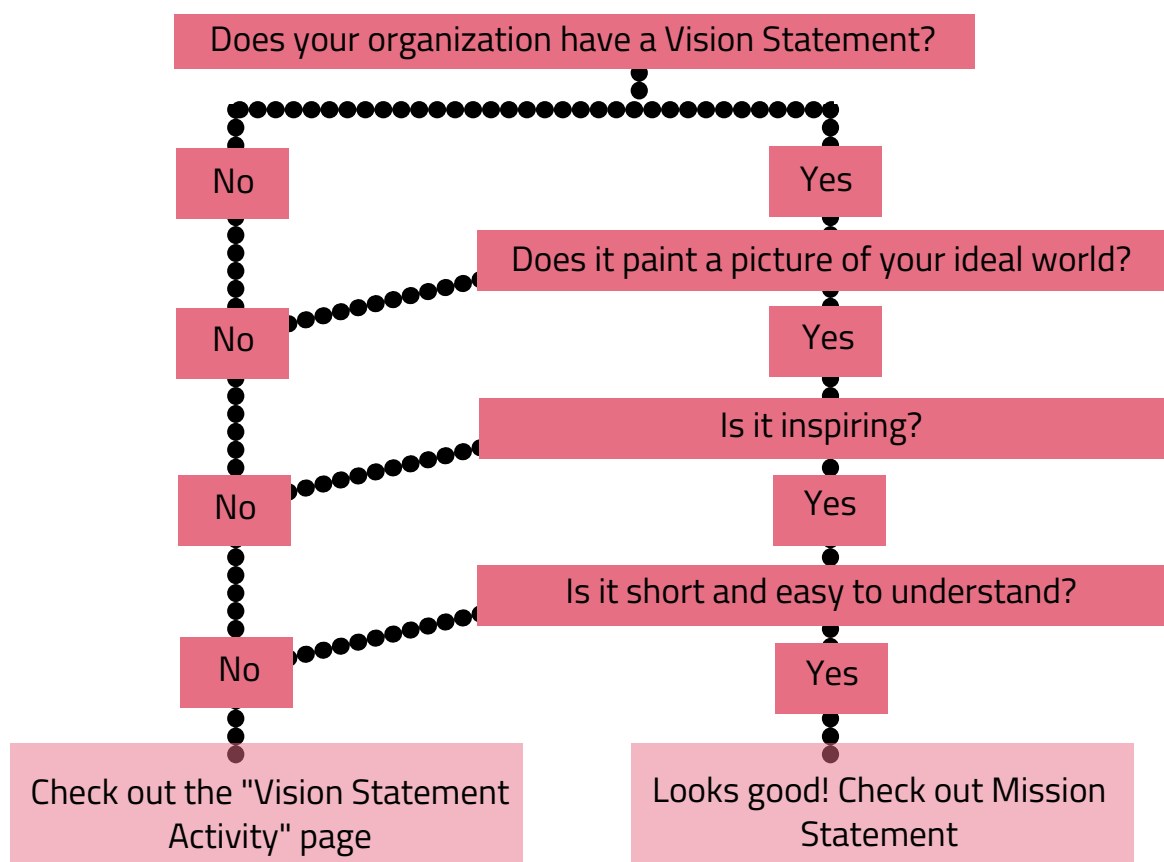 Does your organization have a Vision Statement?
No
Yes
Does it paint a picture of your ideal world?
No
Yes
Is it inspiring?
No
Yes
Is it short and easy to understand?
No
Yes
Check out the "Vision Statement
Activity" page
Looks good! Check out Mission
Statement